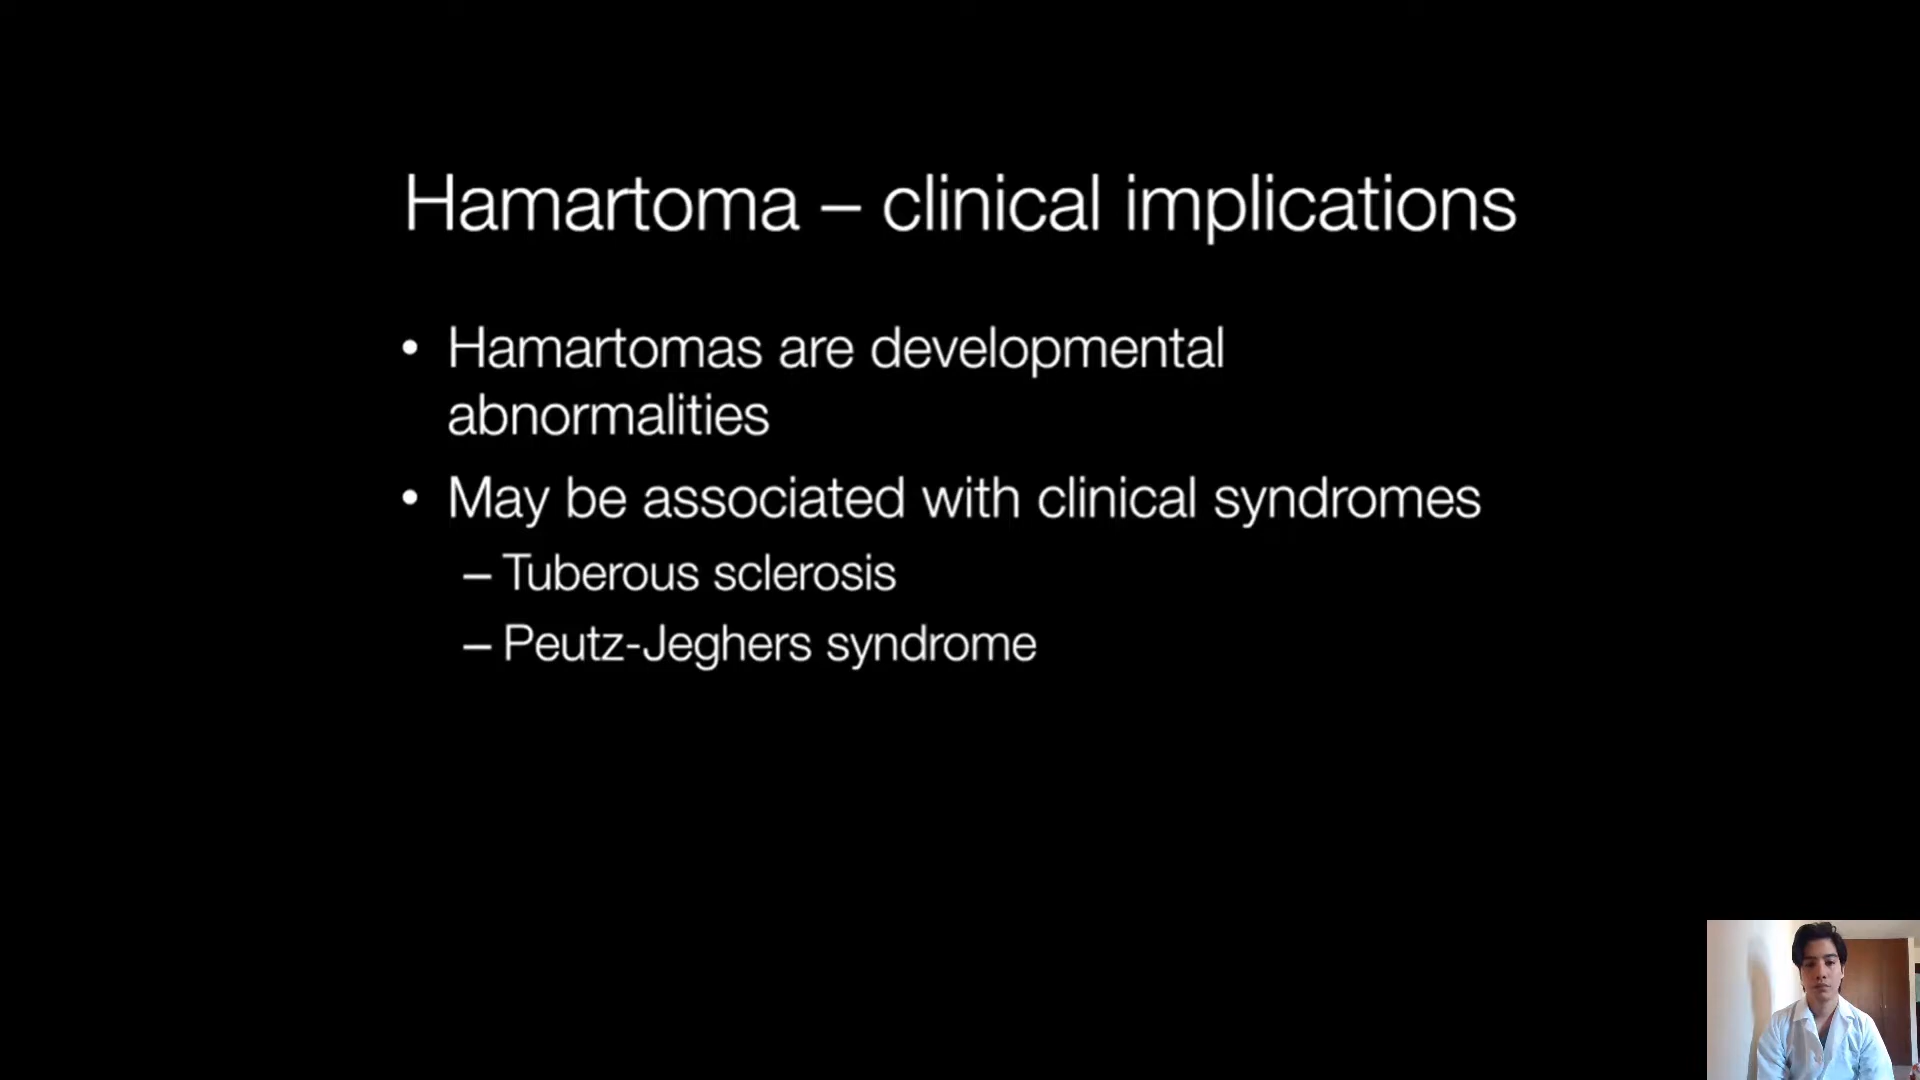 Hamartoma – clinical implications
• Hamartomas are developmental
abnormalities
• May be associated with clinical syndromes
– Tuberous sclerosis
– Peutz-Jeghers syndrome